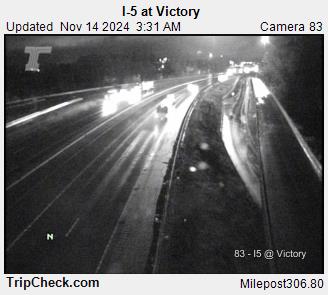 I-5 at Victory
Updated Nov 14 2024 3:31 AM Camera 83
T
N
83 - I5 @ Victory
TripCheck.com Milepost306.80